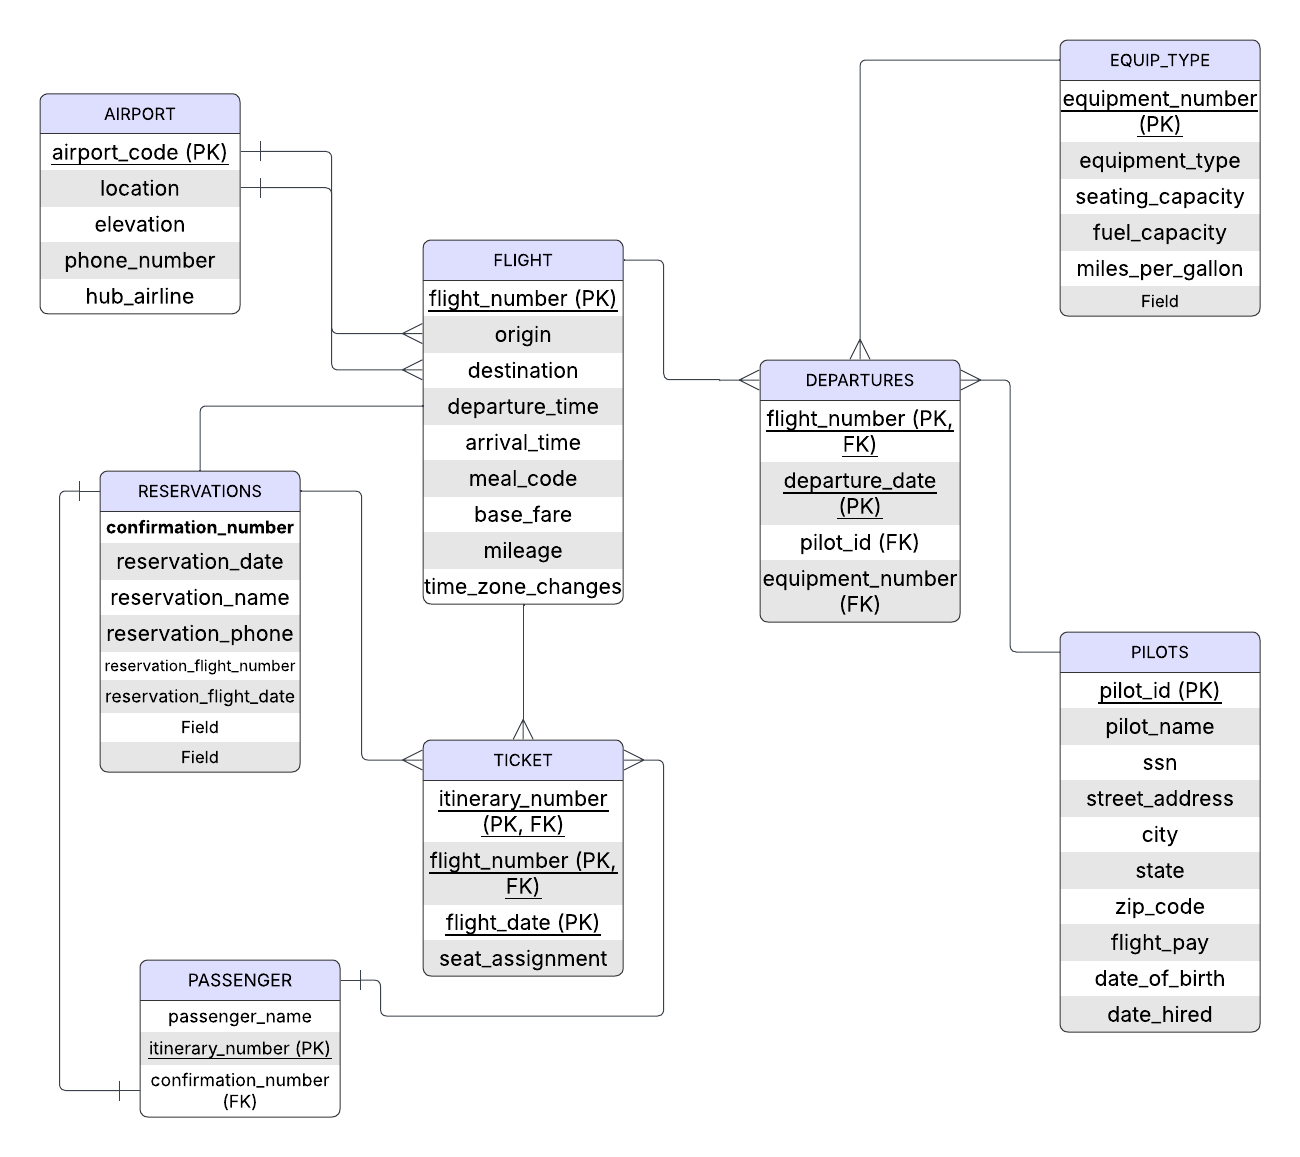 AIRPORT
airport_code (PK)
location
elevation
phone_number
hub_airline
EQUIP_TYPE
equipment_number
(PK)
equipment_type
seating_capacity
fuel_capacity
miles_per_gallon
Field
FLIGHT
flight_number (PK)
origin
destination
departure_time
arrival_time
meal_code
base_fare
mileage
time_zone_changes
DEPARTURES
flight_number (PK,
FK)
departure_date
(PK)
pilot_id (FK)
equipment_number
(FK)
RESERVATIONS
confirmation_number
reservation_date
reservation_name
reservation_phone
reservation_flight_number
reservation_flight_date
Field
Field
PILOTS
pilot_id (PK)
pilot_name
ssn
street_address
city
state
zip_code
flight_pay
date_of_birth
date_hired
TICKET
itinerary_number
(PK, FK)
flight_number (PK,
FK)
flight_date (PK)
seat_assignment
PASSENGER
passenger_name
itinerary_number (PK)
confirmation_number
(FK)